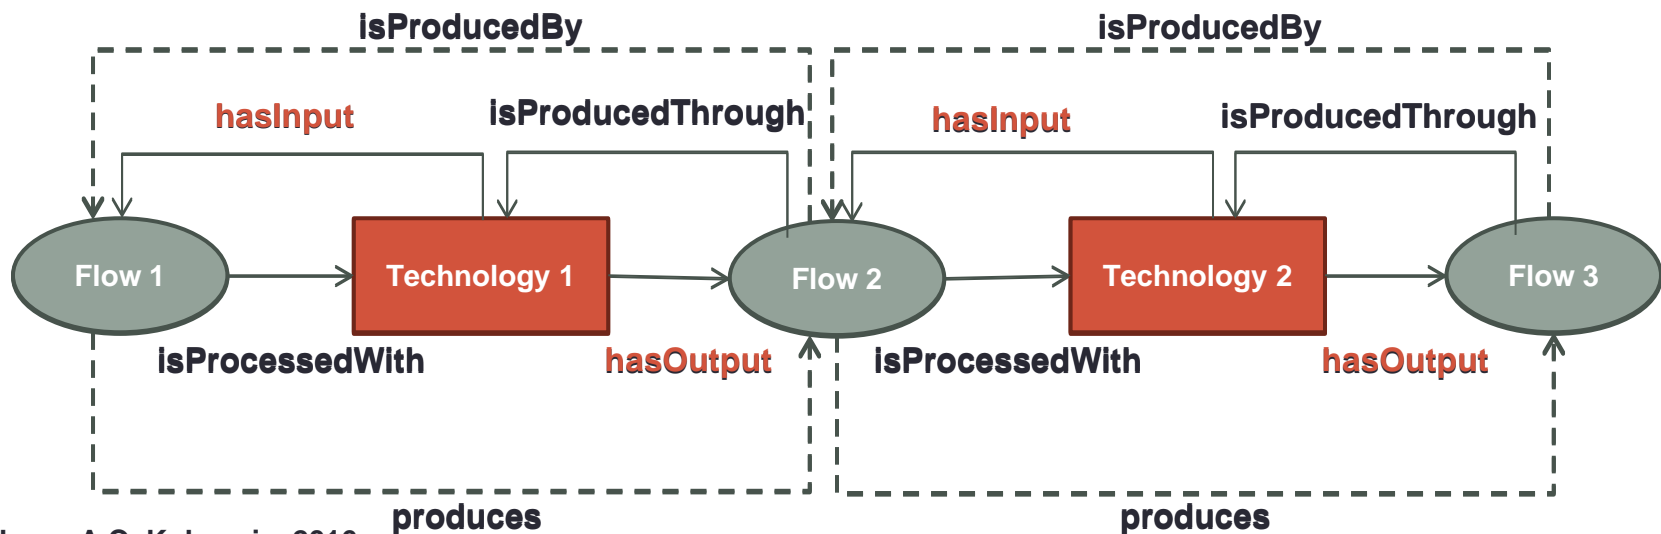 isProducedBy isProducedBy
hasInput isProducedThrough hasInput isProducedThrough
Flow 1 Technology 1 Flow 2 Technology 2 Flow 3
isProcessedWith hasOutput isProcessedWith hasOutput
produces produces